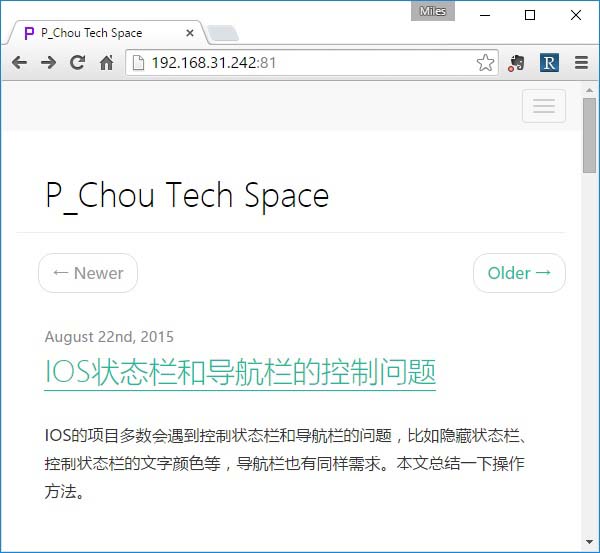 Miles
P_Chou Tech Space
192.168.31.242:81
P_Chou Tech Space
← Newer
Older →
August 22nd, 2015
IOS状态栏和导航栏的控制问题
IOS的项目多数会遇到控制状态栏和导航栏的问题，比如隐藏状态栏、
控制状态栏的文字颜色等，导航栏也有同样需求。本文总结一下操作
方法。